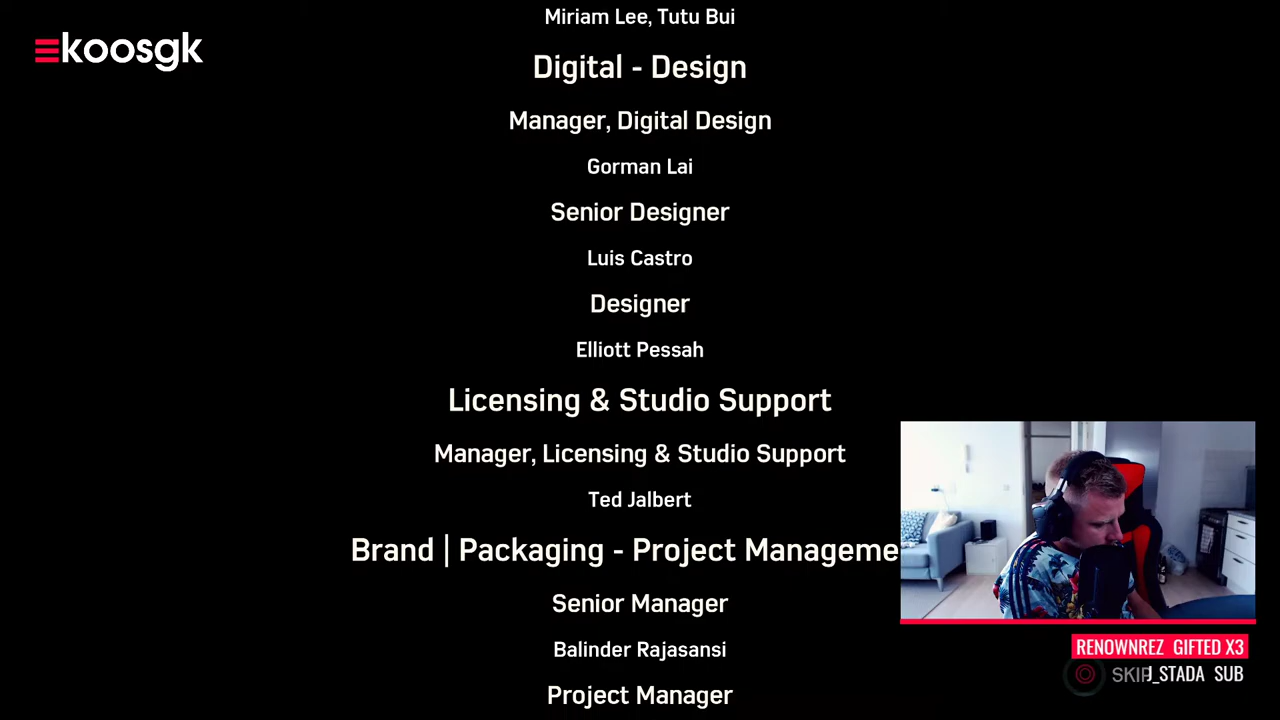 koosgk
Miriam Lee, Tutu Bui
Digital - Design
Manager, Digital Design
Gorman Lai
Senior Designer
Luis Castro
Designer
Elliott Pessah
Licensing & Studio Support
Manager, Licensing & Studio Support
Ted Jalbert
Brand | Packaging - Project Manageme
Senior Manager
Balinder Rajasansi
Project Manager
RENOWNREZ GIFTED X3
SKIP
J_STADA SUB